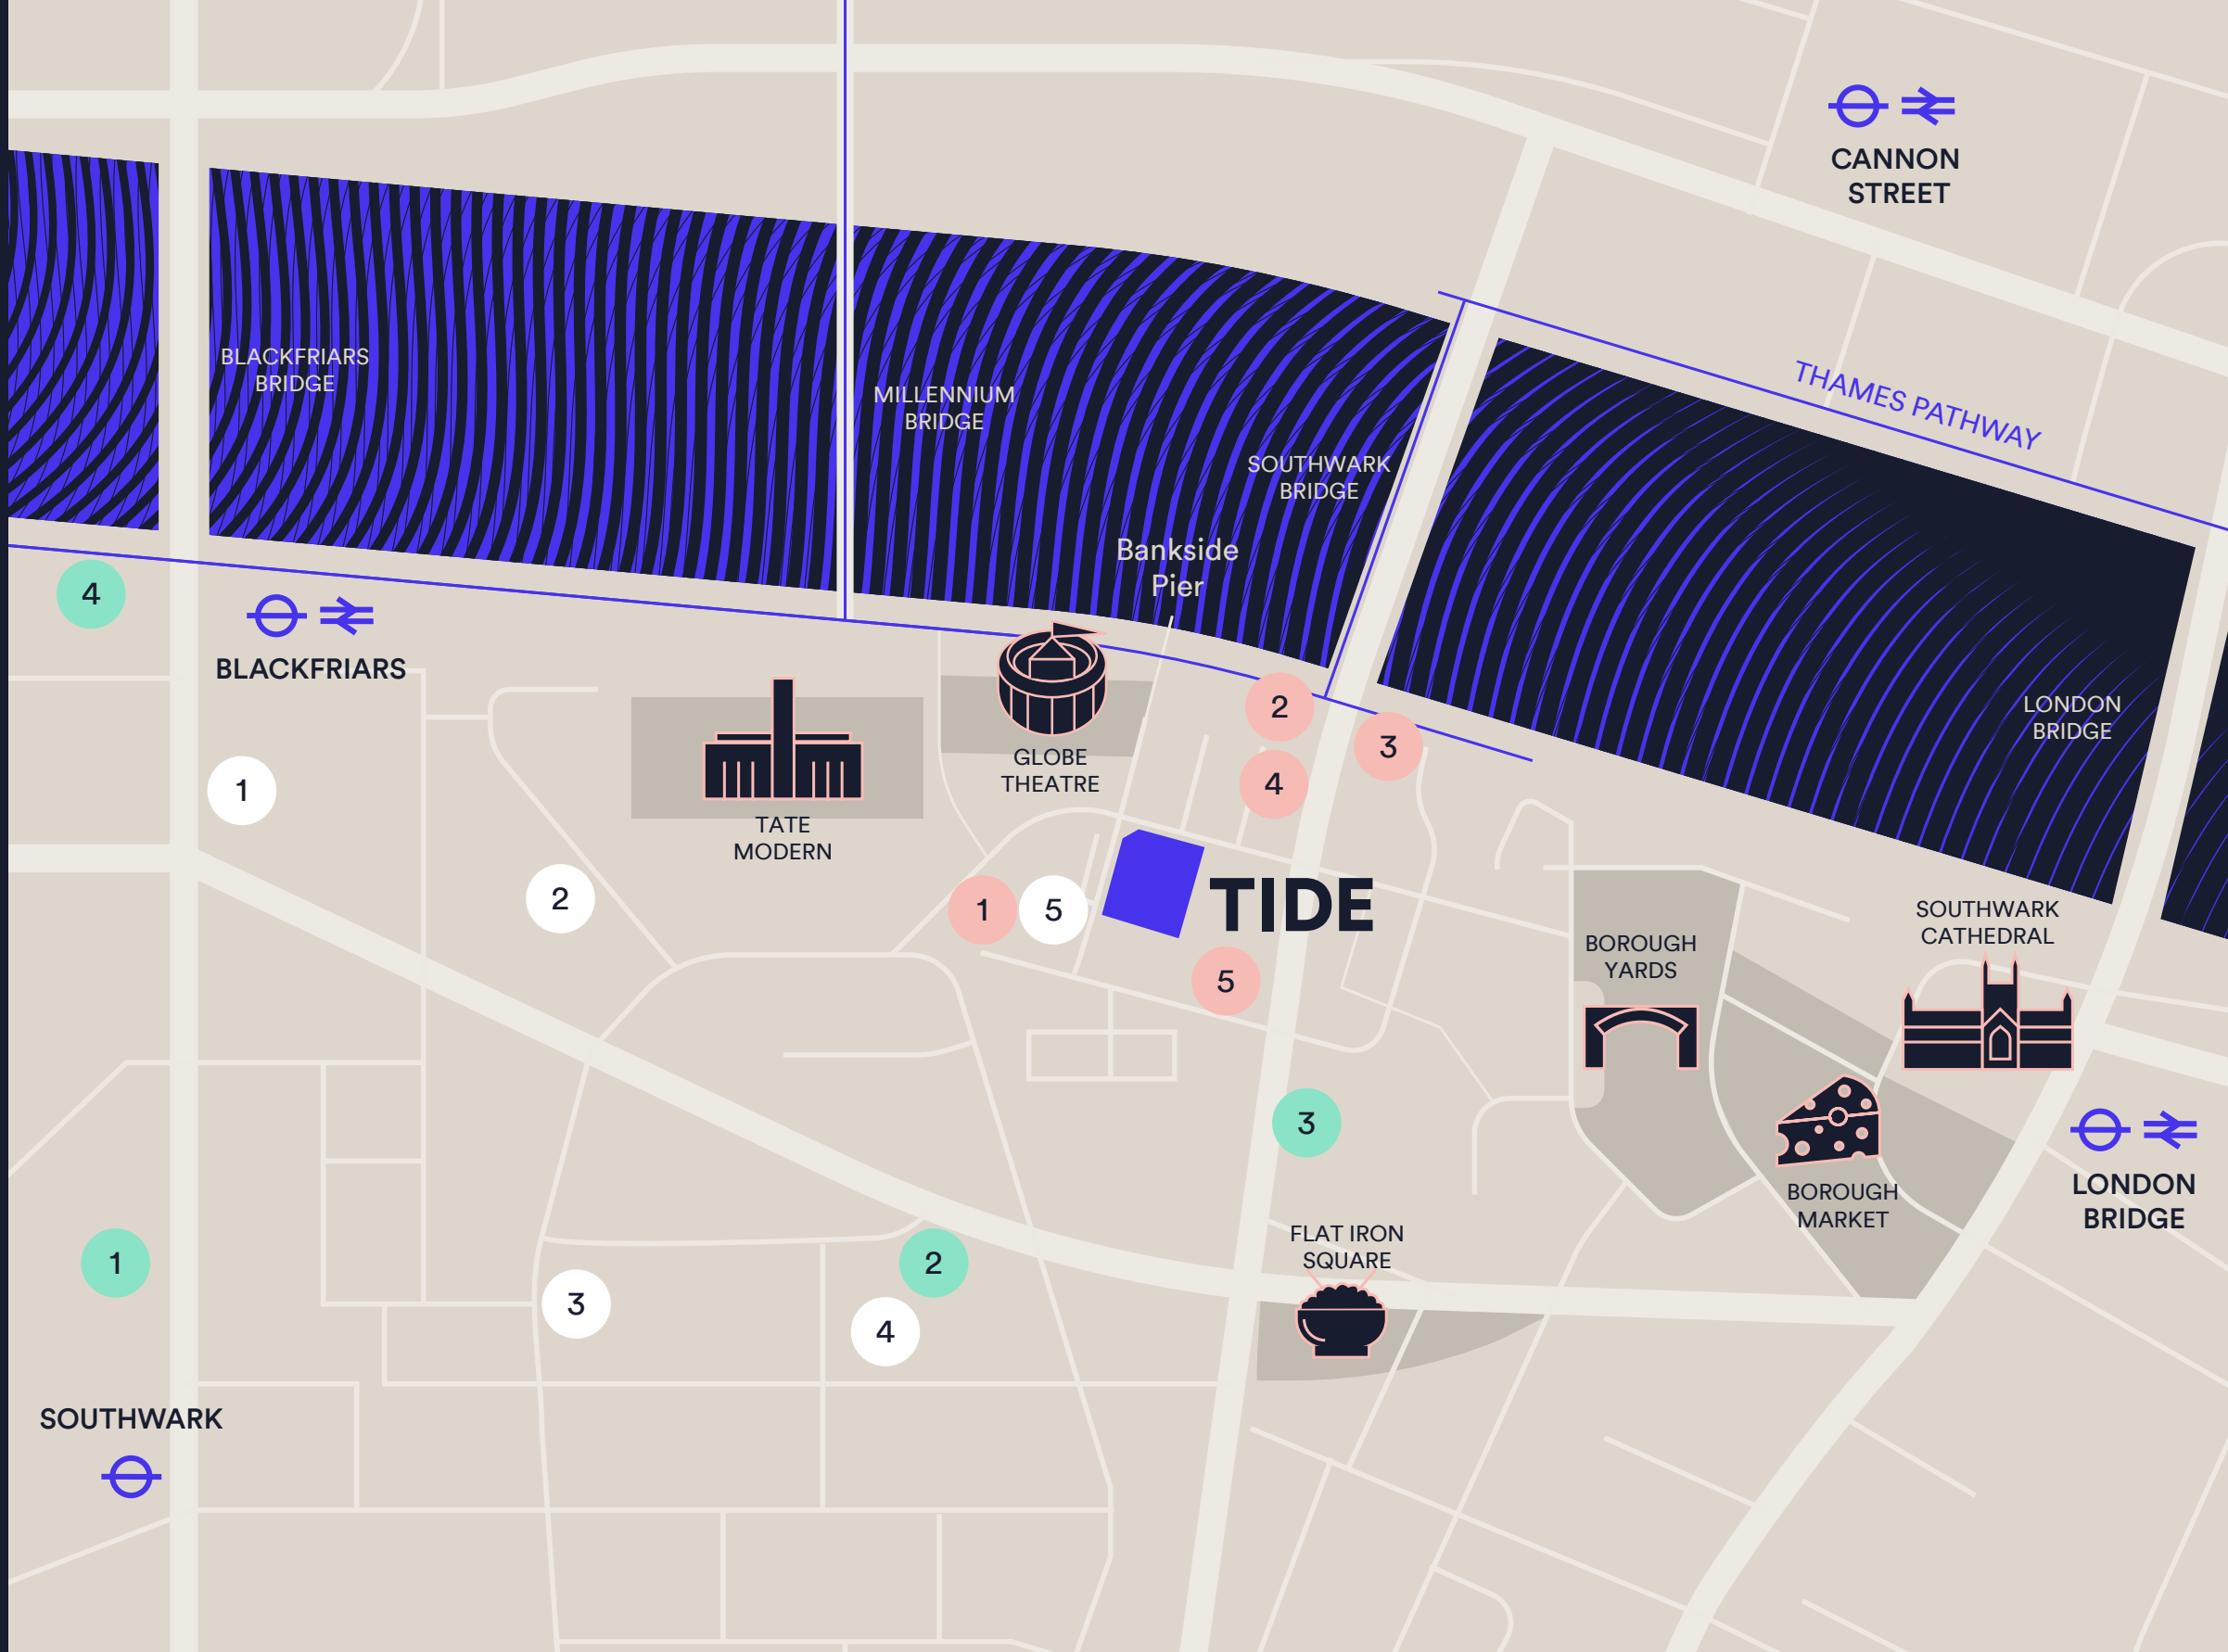 CANNON
STREET
BLACKFRIARS
BRIDGE
MILLENNIUM
BRIDGE
SOUTHWARK
BRIDGE
THAMES PATHWAY
Bankside
Pier
4
BLACKFRIARS
2
3
4
LONDON
BRIDGE
GLOBE
THEATRE
1
TATE
MODERN
2
1
5
TIDE
5
BOROUGH
YARDS
SOUTHWARK
CATHEDRAL
3
BOROUGH
MARKET
LONDON
BRIDGE
FLAT IRON
SQUARE
1
2
3
4
SOUTHWARK